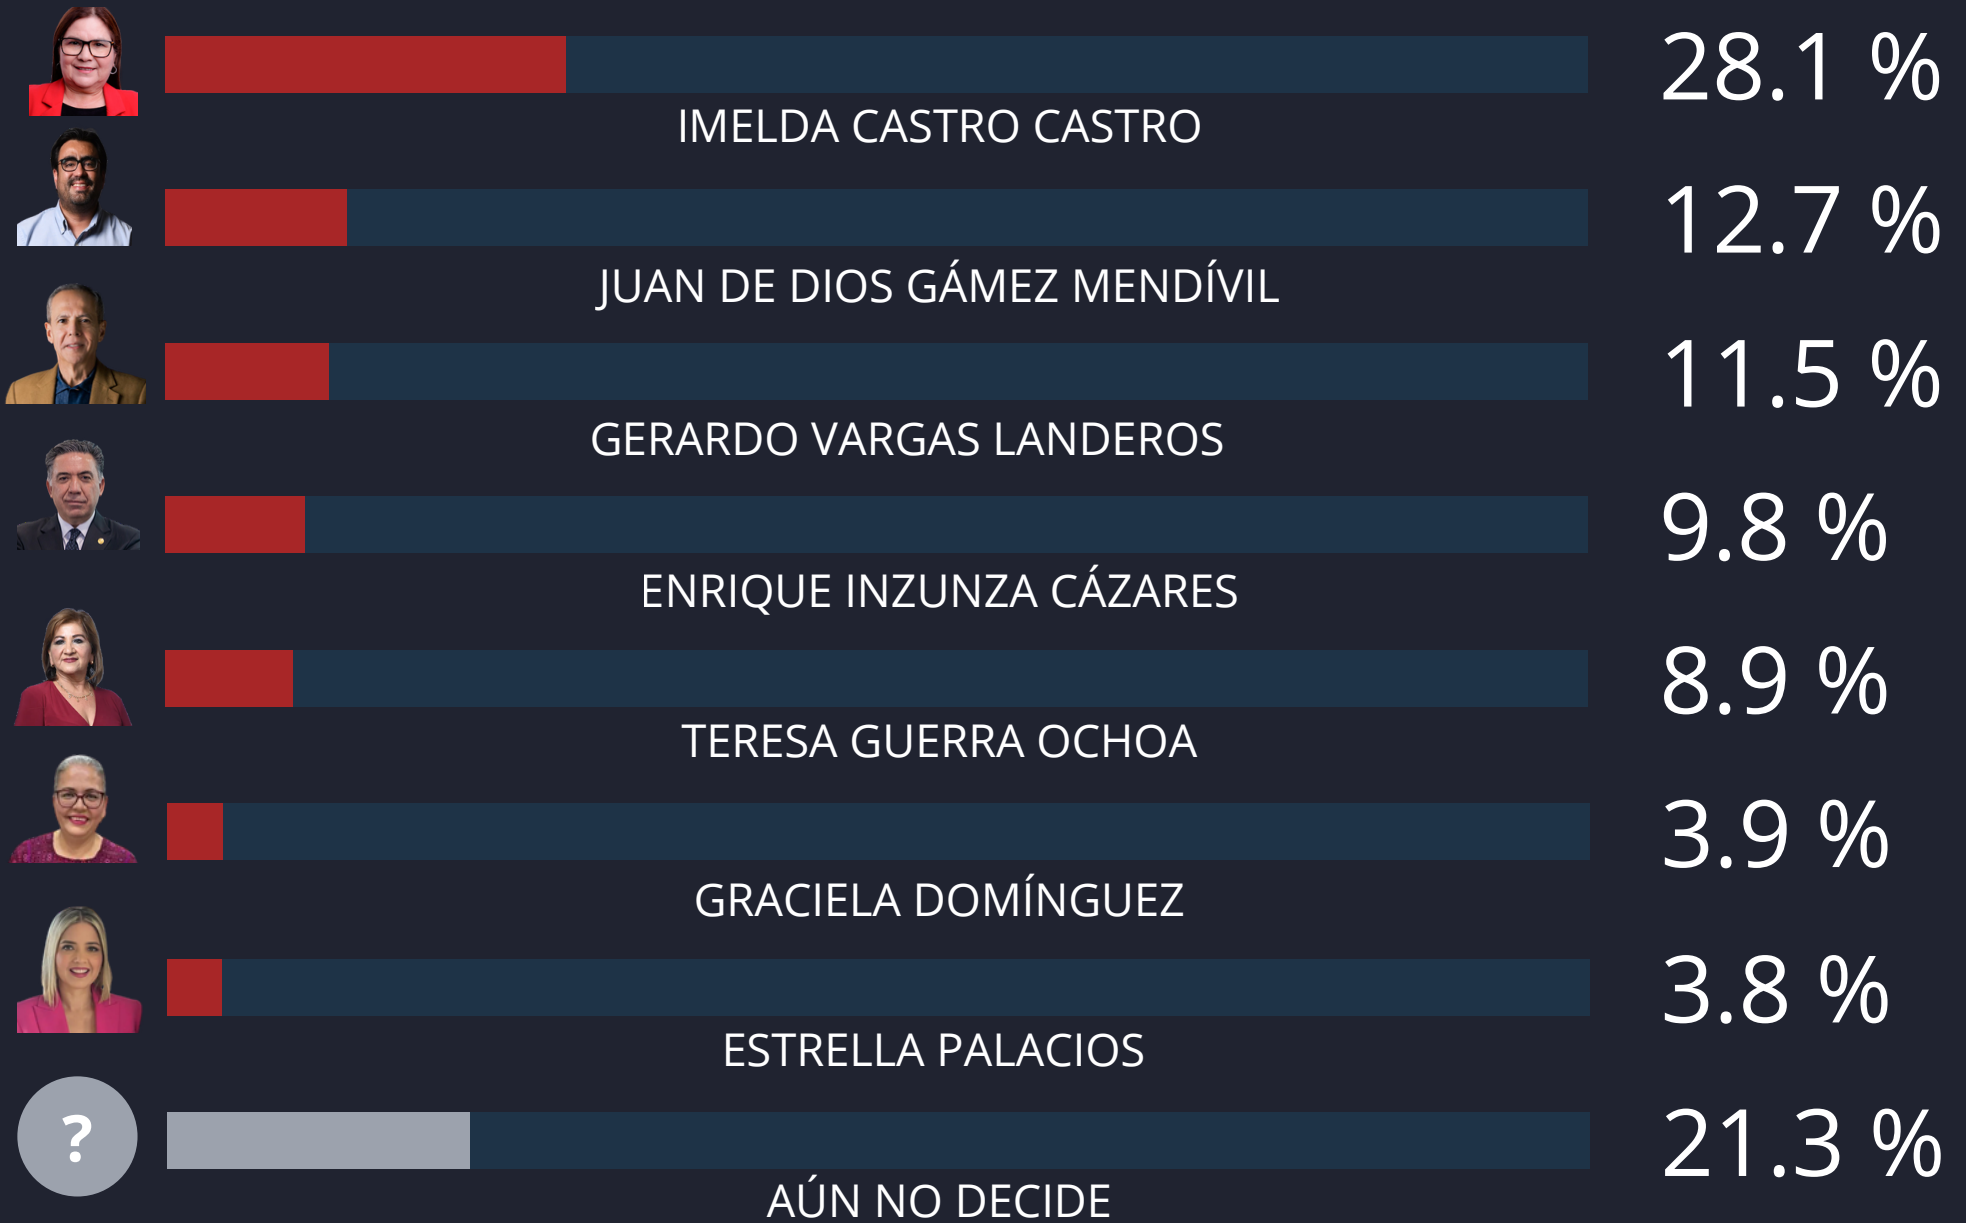 28.1 %
IMELDA CASTRO CASTRO
12.7 %
JUAN DE DIOS GÁMEZ MENDÍVIL
11.5 %
GERARDO VARGAS LANDEROS
9.8 %
ENRIQUE INZUNZA CÁZARES
8.9 %
TERESA GUERRA OCHOA
3.9 %
GRACIELA DOMÍNGUEZ
3.8 %
ESTRELLA PALACIOS
?
21.3 %
AÚN NO DECIDE